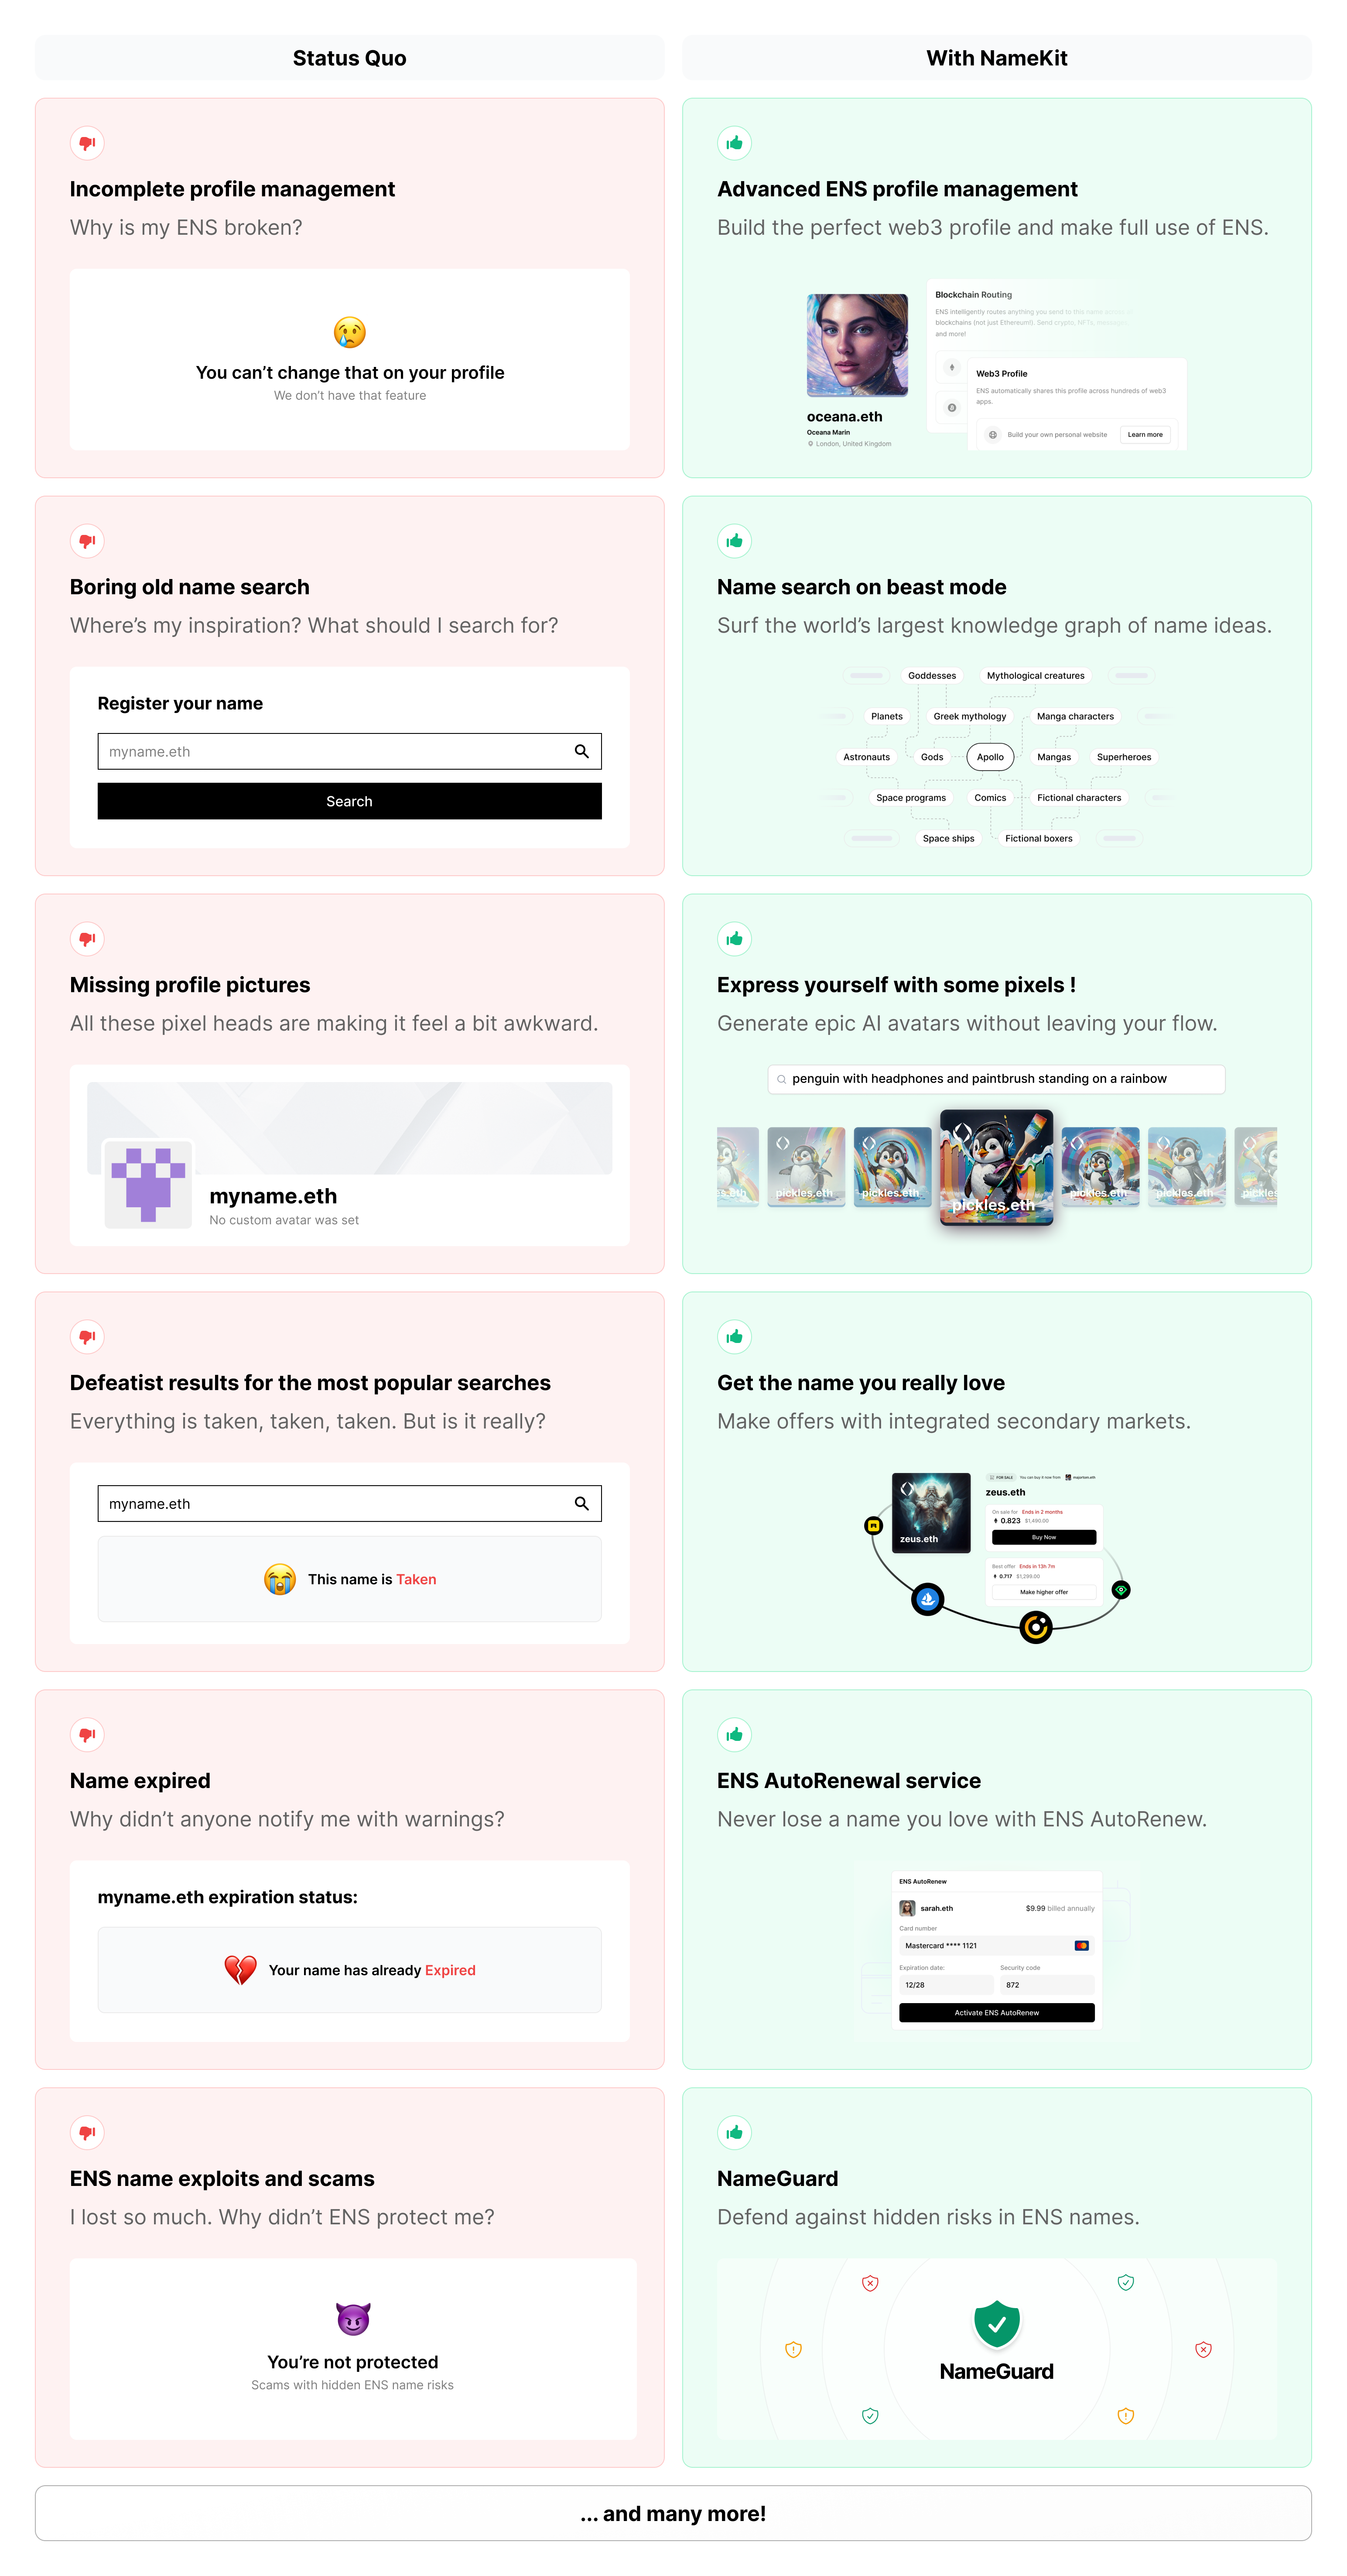 Status Quo
With NameKit
Incomplete profile management
Why is my ENS broken?
You can’t change that on your profile
We don’t have that feature
Advanced ENS profile management
Build the perfect web3 profile and make full use of ENS.
oceana.eth
Oceana Marin
London, United Kingdom
Blockchain Routing
ENS intelligently routes anything you send to this name across
blockchains (not just Ethereum!). Send crypto, NFTs, messages
and more!
Web3 Profile
ENS automatically shares this profile across hundreds of web3
apps.
Build your own personal website
Learn more
Boring old name search
Where’s my inspiration? What should I search for?
Register your name
myname.eth
Search
Name search on beast mode
Surf the world’s largest knowledge graph of name ideas.
Goddesses
Mythological creatures
Planets
Greek mythology
Manga characters
Astronauts
Gods
Apollo
Mangas
Superheroes
Space programs
Comics
Fictional characters
Space ships
Fictional boxers
Missing profile pictures
All these pixel heads are making it feel a bit awkward.
myname.eth
No custom avatar was set
Express yourself with some pixels !
Generate epic AI avatars without leaving your flow.
penguin with headphones and paintbrush standing on a rainbow
pickles.eth
pickles.eth
pickles.eth
pickles.eth
pickles.eth
Defeatist results for the most popular searches
Everything is taken, taken, taken. But is it really?
myname.eth
This name is Taken
Get the name you really love
Make offers with integrated secondary markets.
zeus.eth
FOR SALE
You can buy it now from
zeus.eth
On sale for Ends in 2 months
0.823 $1,490.00
Buy Now
Best offer Ends in 13h 7m
0.717 $1,299.00
Make higher offer
Name expired
Why didn’t anyone notify me with warnings?
myname.eth expiration status:
Your name has already Expired
ENS AutoRenewal service
Never lose a name you love with ENS AutoRenew.
ENS AutoRenew
sarah.eth
$9.99 billed annually
Card number
Mastercard **** 1121
Expiration date:
Security code
12/28
872
Activate ENS AutoRenew
ENS name exploits and scams
I lost so much. Why didn’t ENS protect me?
You’re not protected
Scams with hidden ENS name risks
NameGuard
Defend against hidden risks in ENS names.
NameGuard
... and many more!